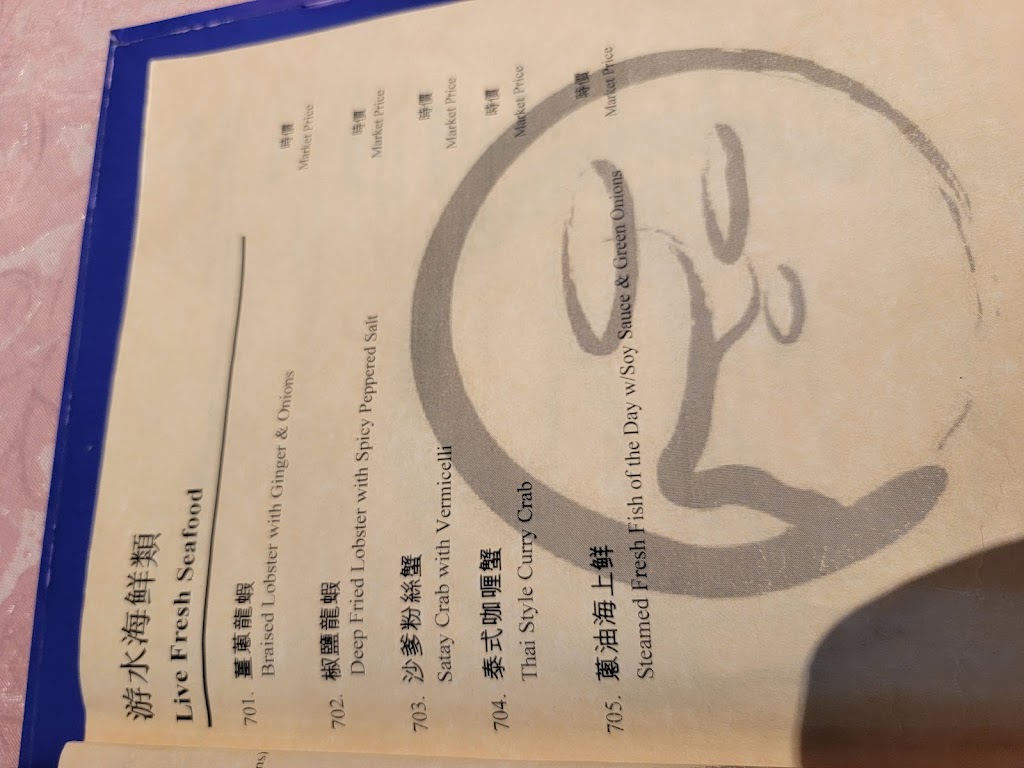 游水海鮮類
Live Fresh Seafood
701. 薑蔥龍蝦 時價
Braised Lobster with Ginger & Onions Market Price
702. 椒鹽龍蝦 時價
Deep Fried Lobster with Spicy Peppered Salt Market Price
703. 沙爹粉絲蟹 時價
Satay Crab with Vermicelli Market Price
704. 泰式咖喱蟹 時價
Thai Style Curry Crab Market Price
705. 蔥油海上鮮 時價
Steamed Fresh Fish of the Day w/Soy Sauce & Green Onions Market Price